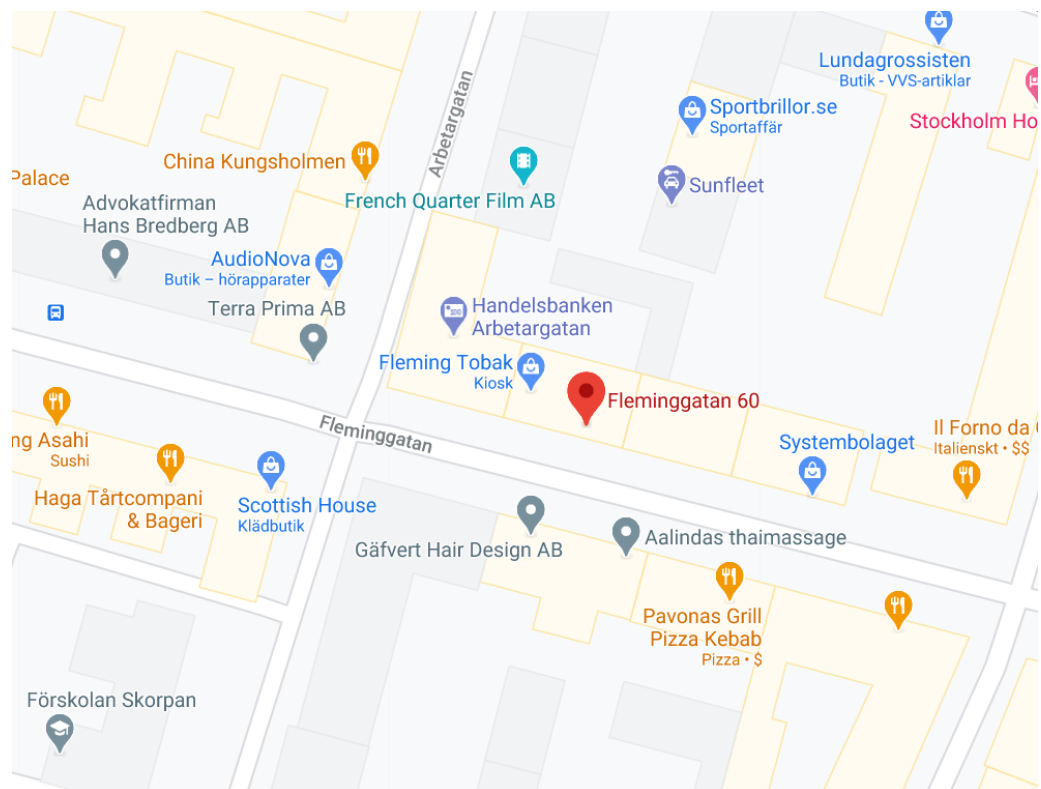 Lundagrossisten
Butik - VVS-artiklar
Arbetargatan
Sportbrillor.se
Sportaffär
Stockholm Ho
China Kungsholmen
Palace
Sunfleet
French Quarter Film AB
Advokatfirman
Hans Bredberg AB
AudioNova
Butik – hörapparater
Terra Prima AB
Handelsbanken
Arbetargatan
100
Fleming Tobak
Kiosk
Fleminggatan 60
Fleminggatan
Il Forno da
Italienskt • $$
Systembolaget
ng Asahi
Sushi
Haga Tårtcompani
& Bageri
Scottish House
Klädbutik
Gäfvert Hair Design AB
Aalindas thaimassage
Pavonas Grill
Pizza Kebab
Pizza • $
Förskolan Skorpan